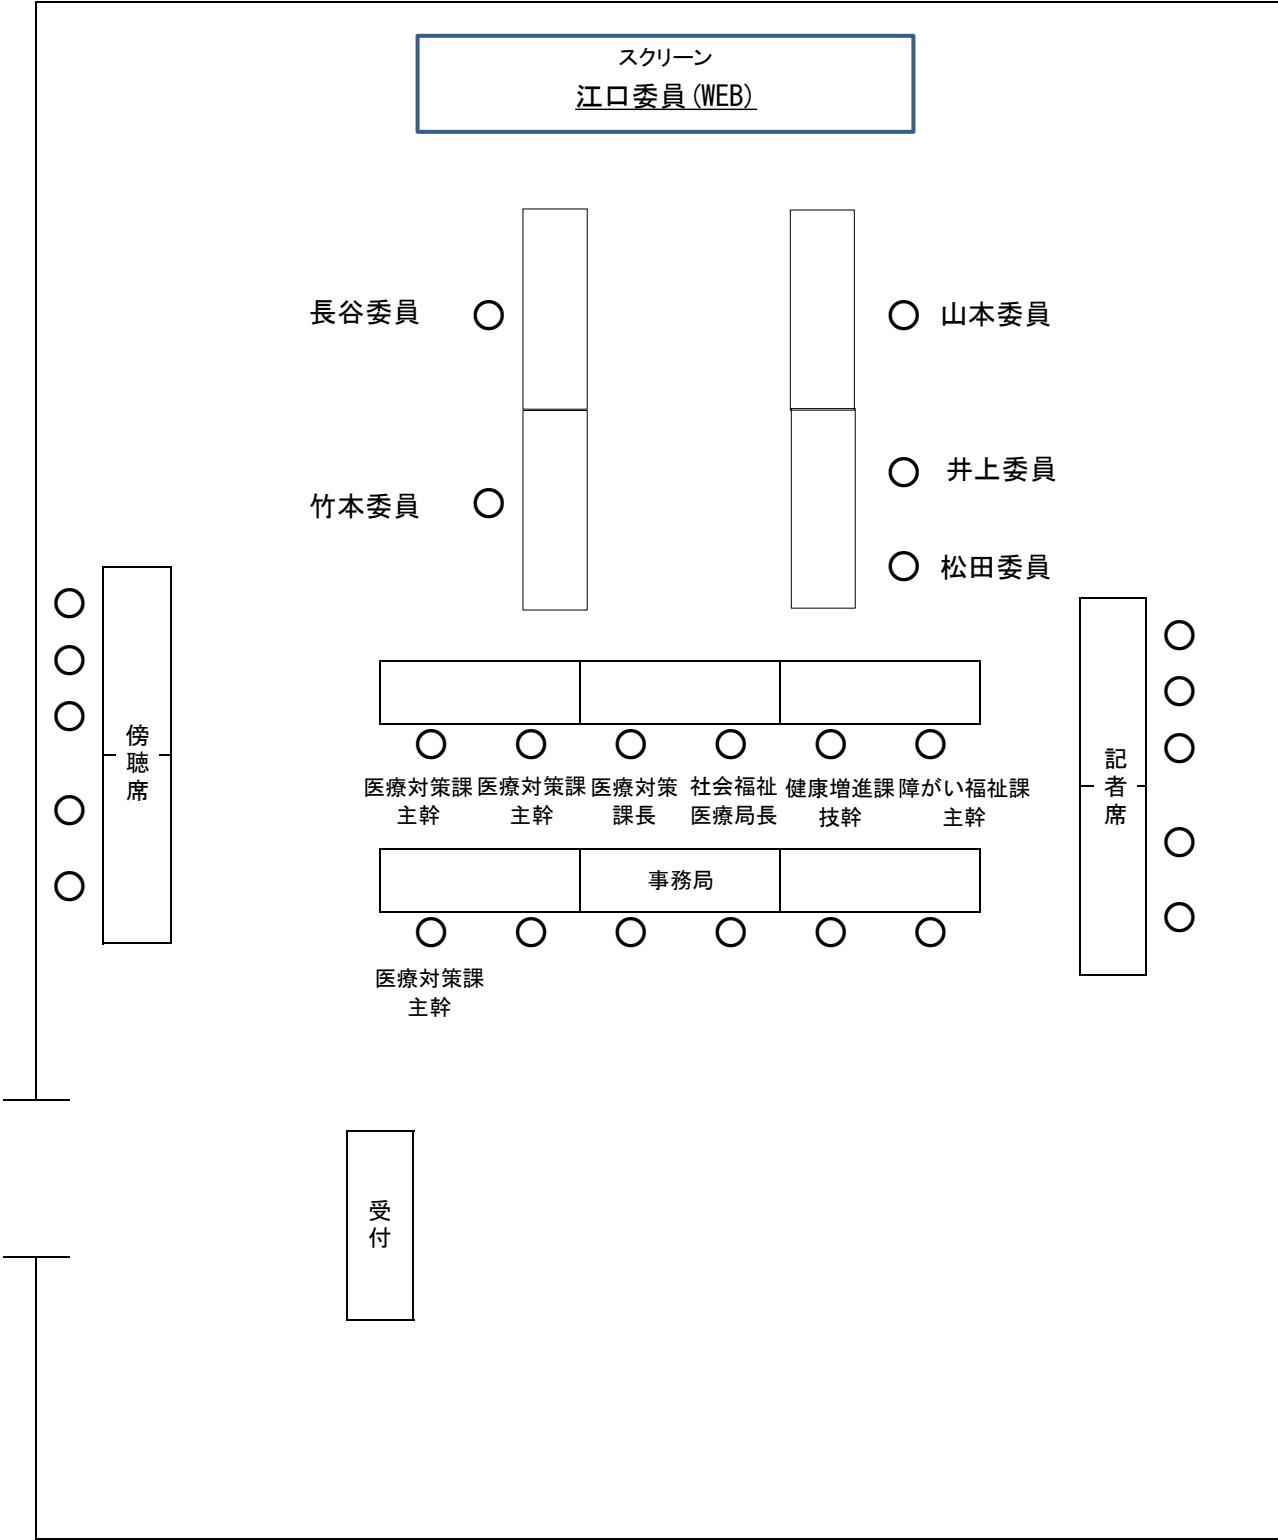 スクリーン
江口委員(WEB)
長谷委員
山本委員
井上委員
竹本委員
松田委員
傍聴席
記者席
医療対策課
主幹
医療対策課
主幹
医療対策
課長
社会福祉
医療局長
健康増進課
技幹
障がい福祉課
主幹
事務局
医療対策課
主幹
受付